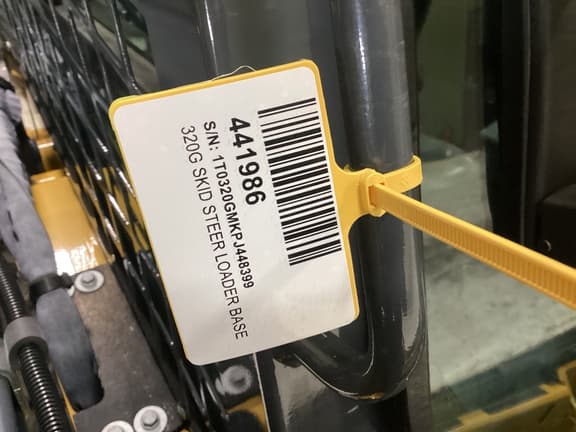 441986
S/N: 1T0320GMKPJ448399
320G SKID STEER LOADER BASE